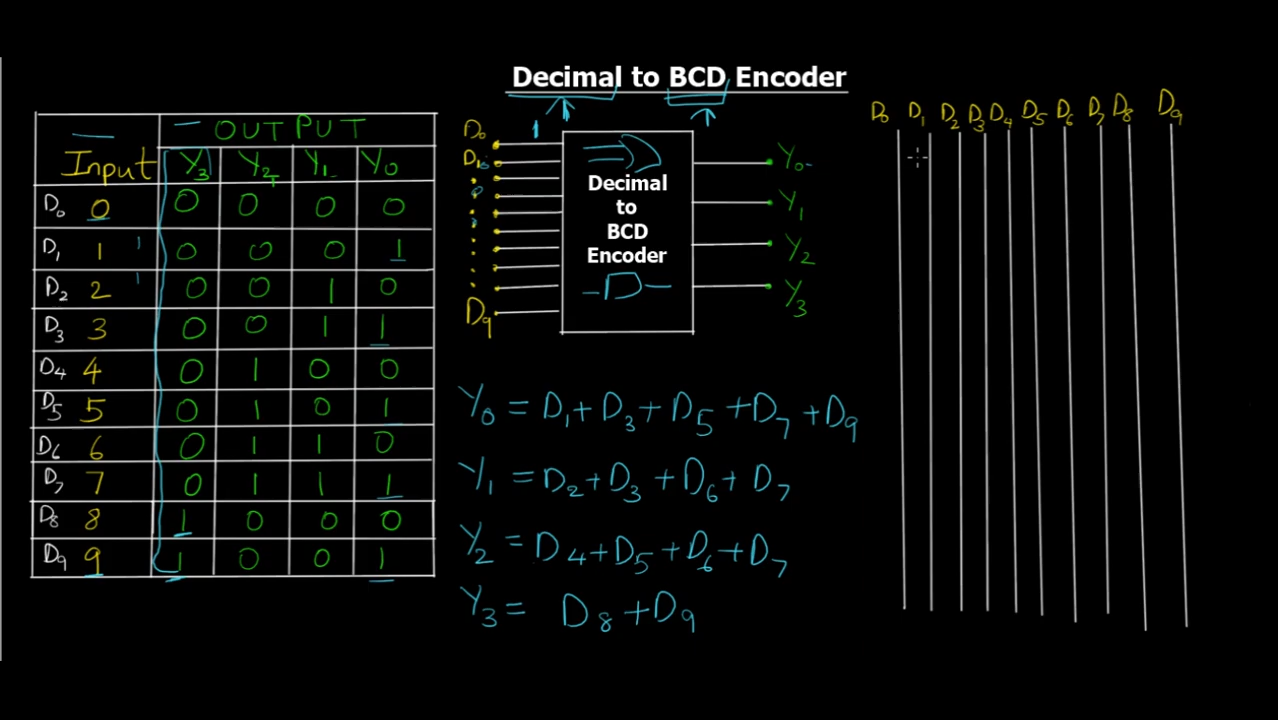 Decimal to BCD Encoder
OUTPUT
Input Y3 Y2 Y1 Y0
D0 0 0 0 0 0
D1 1 0 0 0 1
D2 2 0 0 1 0
D3 3 0 0 1 1
D4 4 0 1 0 0
D5 5 0 1 0 1
D6 6 0 1 1 0
D7 7 0 1 1 1
D8 8 1 0 0 0
D9 9 1 0 0 1
D0
D1
D9
1
Decimal
to
BCD
Encoder
Y0
Y1
Y2
Y3
Y0 = D1 + D3 + D5 + D7 + D9
Y1 = D2 + D3 + D6 + D7
Y2 = D4 + D5 + D6 + D7
Y3 = D8 + D9
D0 D1 D2 D3 D4 D5 D6 D7 D8 D9